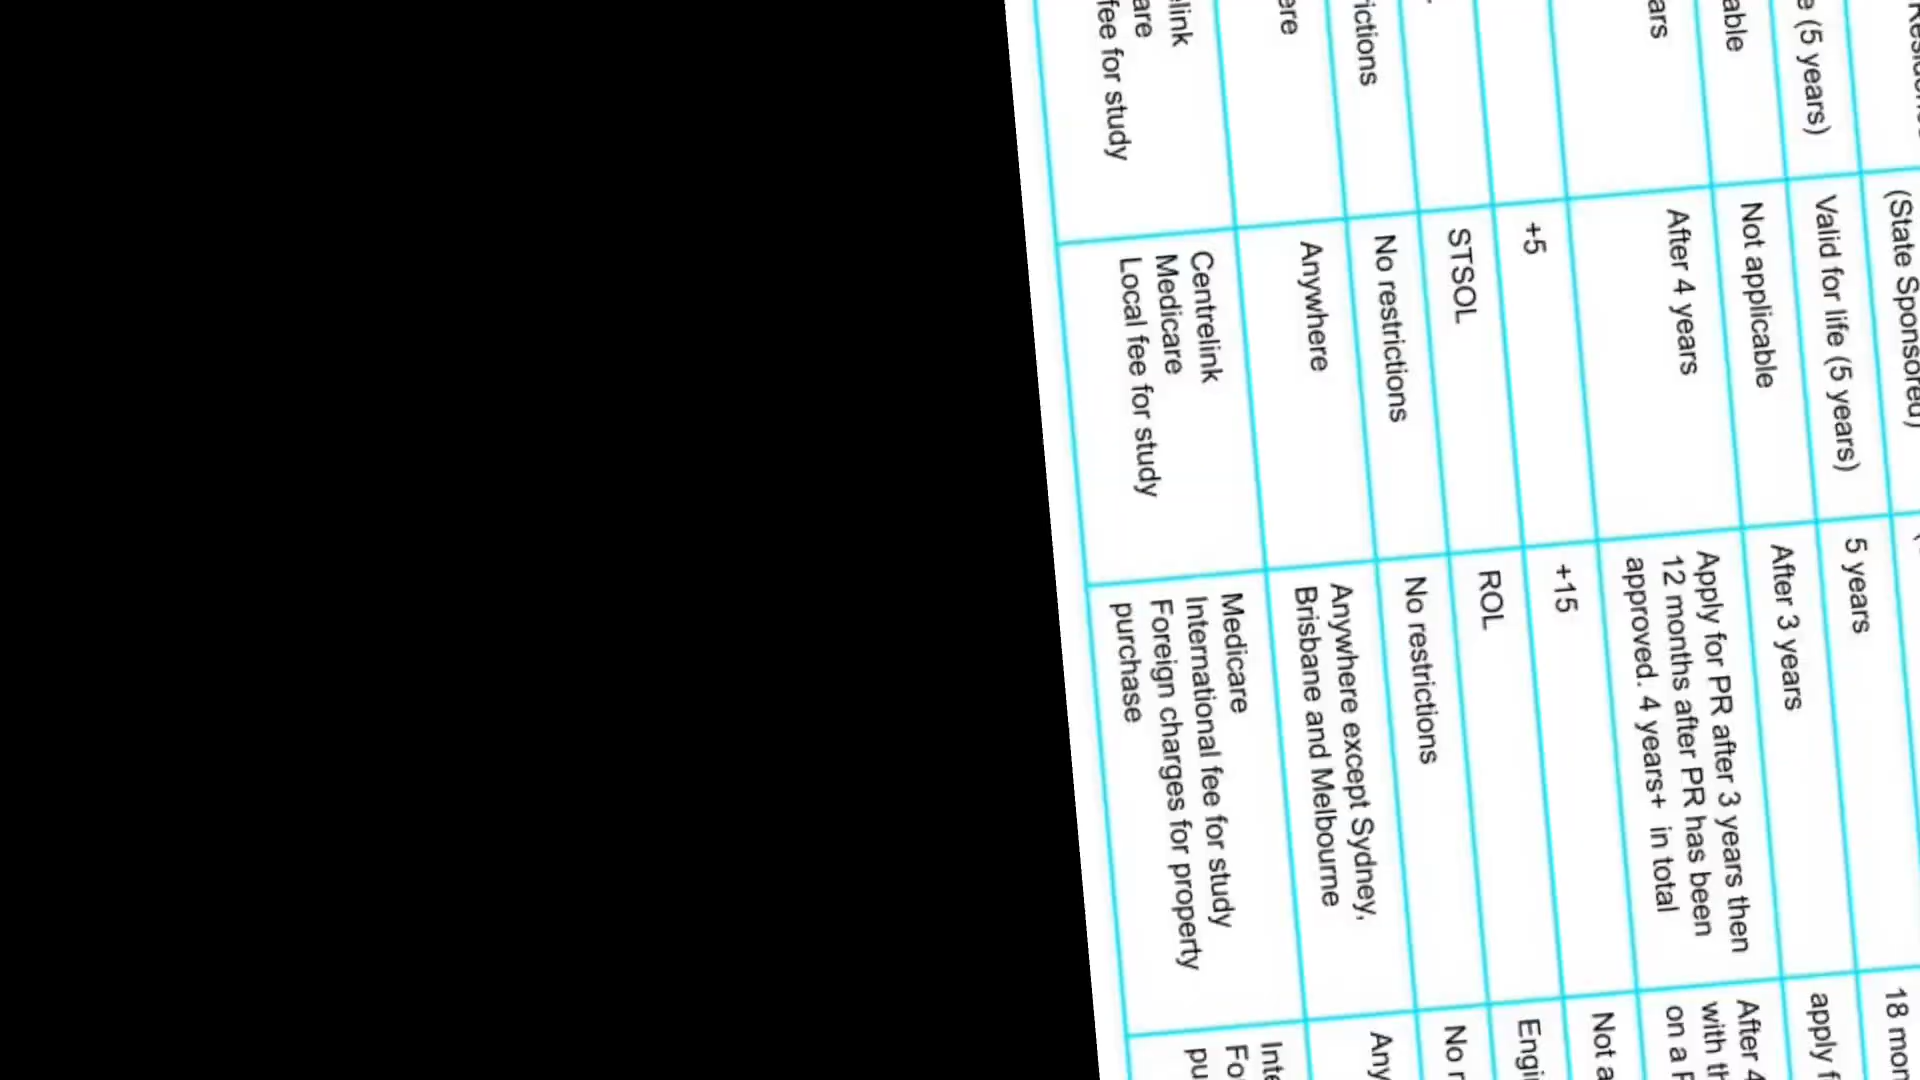 (State Sponsored)
(5 years)
Valid for life (5 years)
5 years
18 mon
able
Not applicable
After 3 years
apply f
ars
After 4 years
Apply for PR after 3 years then
12 months after PR has been
approved. 4 years+ in total
After 4
with th
on a
+5
+15
Not a
STSOL
ROL
Engi
ictions
No restrictions
No restrictions
No r
ere
Anywhere
Anywhere except Sydney,
Brisbane and Melbourne
Any
elink
are
fee for study
Centrelink
Medicare
Local fee for study
Medicare
International fee for study
Foreign charges for property
purchase
Inte
Fo
pu